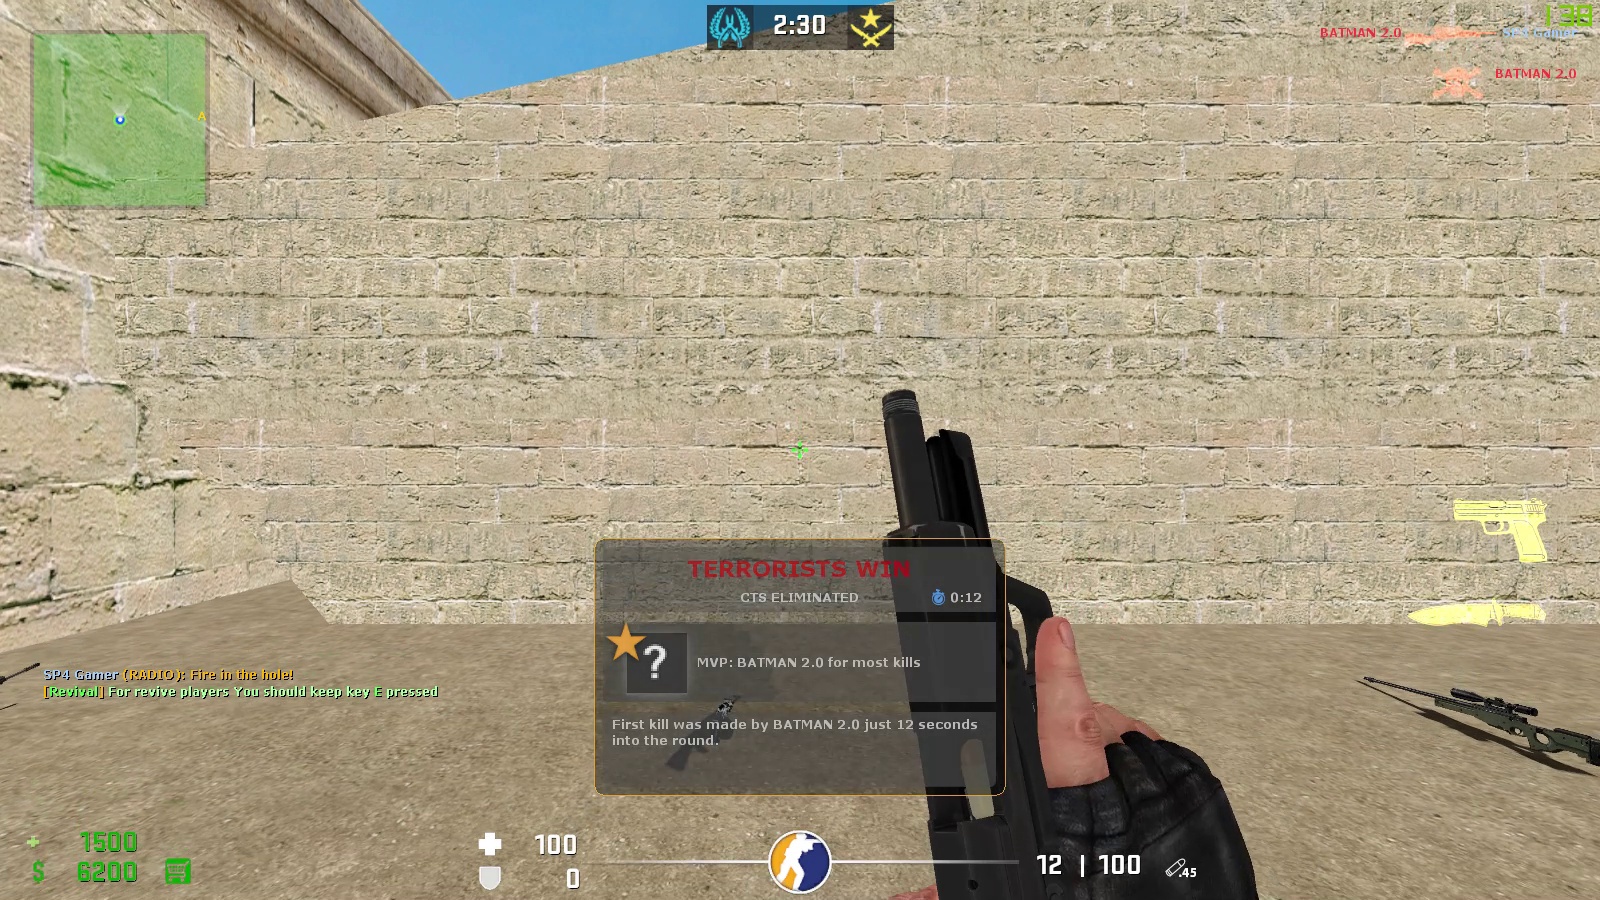 2:30
138
BATMAN 2.0 SP4 Gamer
BATMAN 2.0
A
TERRORISTS WIN
CTS ELIMINATED
0:12
?
MVP: BATMAN 2.0 for most kills
First kill was made by BATMAN 2.0 just 12 seconds
into the round.
SP4 Gamer (RADIO): Fire in the hole!
[Revival] For revive players You should keep key E pressed
+ 1500
$ 6200
100
0
12 | 100
.45